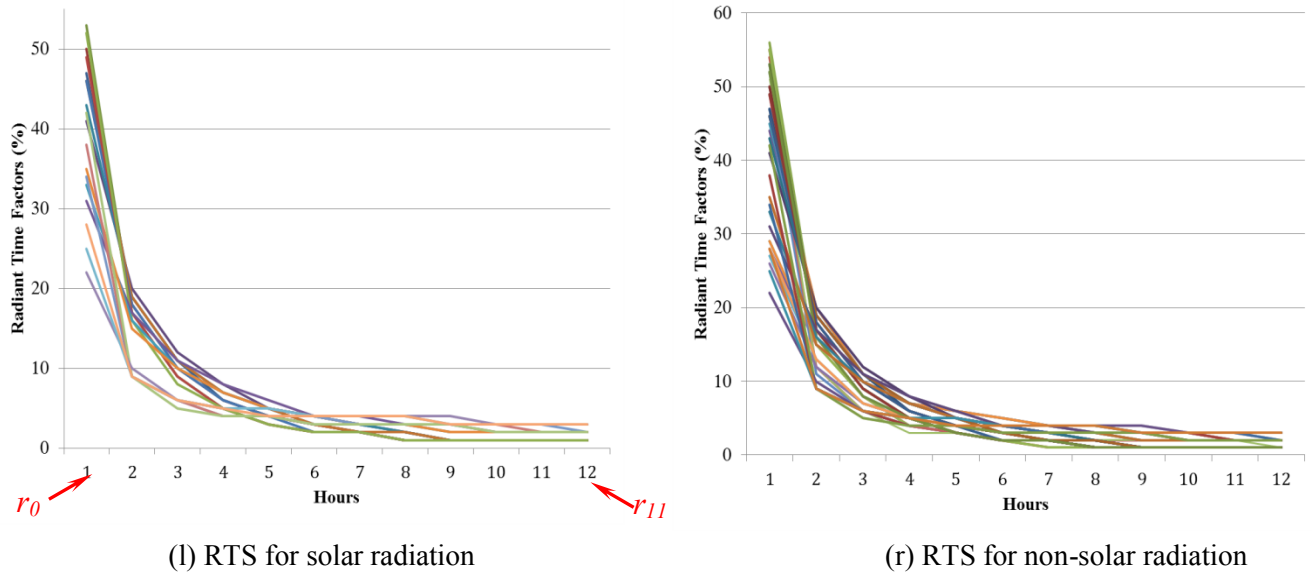 Radiant Time Factors (%)
50
40
30
20
10
0
1 2 3 4 5 6 7 8 9 10 11 12
Hours
r0
r11
(l) RTS for solar radiation
Radiant Time Factors (%)
60
50
40
30
20
10
0
1 2 3 4 5 6 7 8 9 10 11 12
Hours
(r) RTS for non-solar radiation